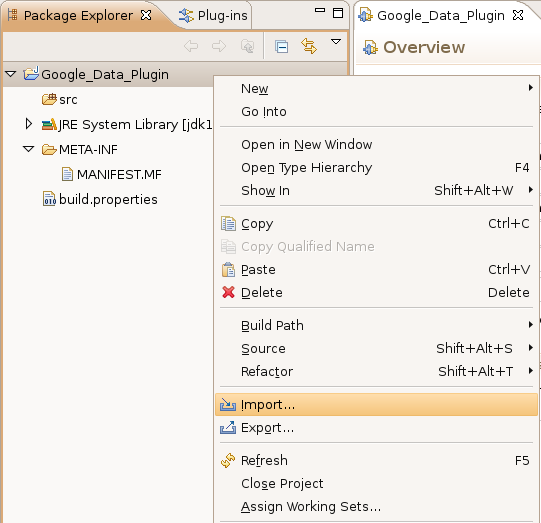 Package Explorer
Plug-ins
Google_Data_Plugin
Overview
Google_Data_Plugin
src
JRE System Library [jdk1
META-INF
MANIFEST.MF
build.properties
New
Go Into
Open in New Window
Open Type Hierarchy F4
Show In Shift+Alt+W
Copy Ctrl+C
Copy Qualified Name
Paste Ctrl+V
Delete Delete
Build Path
Source Shift+Alt+S
Refactor Shift+Alt+T
Import...
Export...
Refresh F5
Close Project
Assign Working Sets...